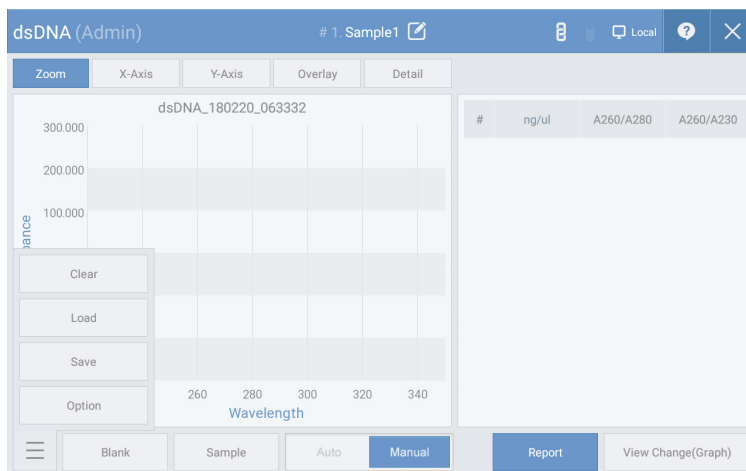 dsDNA (Admin) # 1. Sample1 Local ?
Zoom X-Axis Y-Axis Overlay Detail
dsDNA_180220_063332
# ng/ul A260/A280 A260/A230
300.000
200.000
100.000
Clear
Load
Save
Option
260 280 300 320 340
Wavelength
Blank Sample Auto Manual Report View Change(Graph)